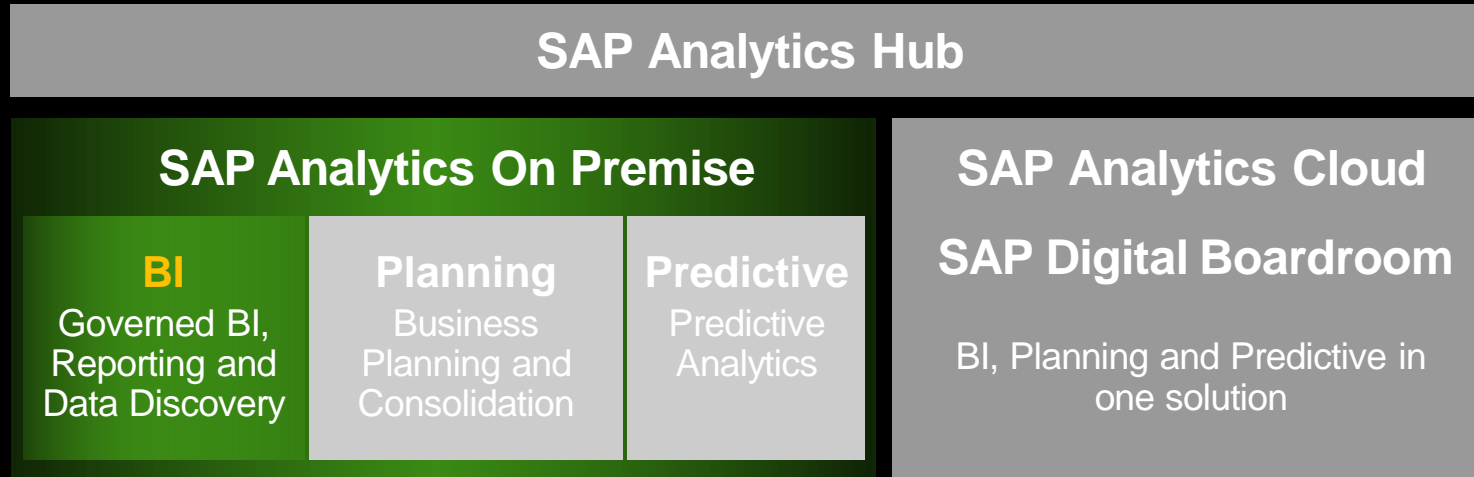 SAP Analytics Hub
SAP Analytics On Premise
BI
Governed BI,
Reporting and
Data Discovery
Planning
Business
Planning and
Consolidation
Predictive
Predictive
Analytics
SAP Analytics Cloud
SAP Digital Boardroom
BI, Planning and Predictive in
one solution